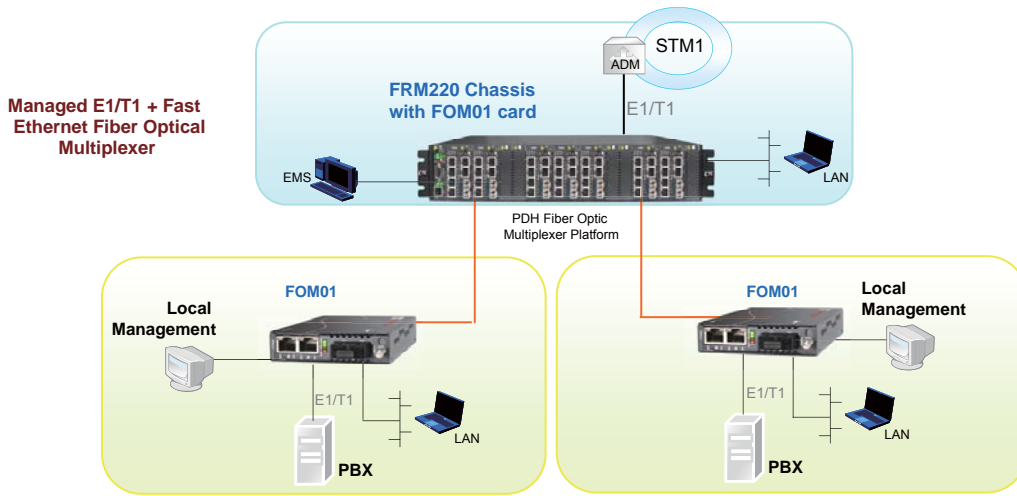 STM1
ADM
FRM220 Chassis
with FOM01 card
E1/T1
Managed E1/T1 + Fast
Ethernet Fiber Optical
Multiplexer
EMS
LAN
PDH Fiber Optic
Multiplexer Platform
FOM01
Local
Management
E1/T1
LAN
PBX
FOM01
Local
Management
E1/T1
LAN
PBX